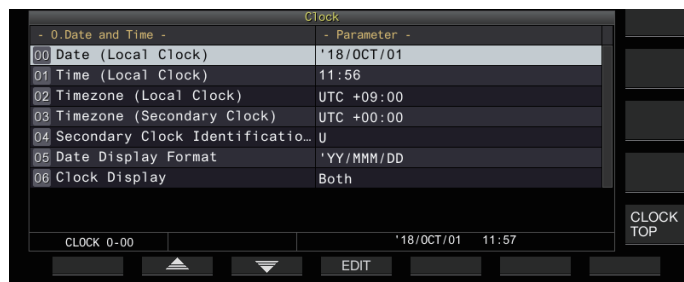 Clock
- 0.Date and Time - - Parameter -
00 Date (Local Clock) '18/OCT/01
01 Time (Local Clock) 11:56
02 Timezone (Local Clock) UTC +09:00
03 Timezone (Secondary Clock) UTC +00:00
04 Secondary Clock Identificatio… U
05 Date Display Format 'YY/MMM/DD
06 Clock Display Both
CLOCK
TOP
CLOCK 0-00 '18/OCT/01 11:57
EDIT